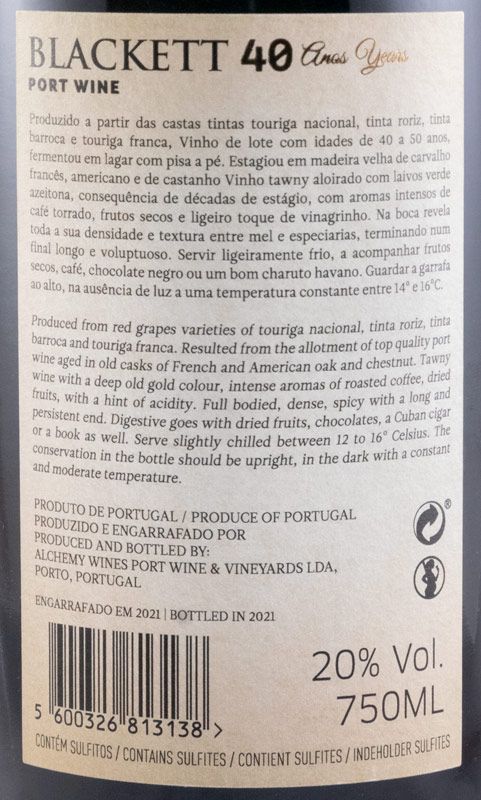 BLACKETT 40 Anos Years
PORT WINE
Produzido a partir das castas tintas touriga nacional, tinta roriz, tinta
barroca e touriga franca, Vinho de lote com idades de 40 a 50 anos,
fermentou em lagar com pisa a pé. Estagiou em madeira velha de carvalho
francês, americano e de castanho Vinho tawny aloirado com laivos verde
azeitona, consequência de décadas de estágio, com aromas intensos de
café torrado, frutos secos e ligeiro toque de vinagrinho. Na boca revela
toda a sua densidade e textura entre mel e especiarias, terminando num
final longo e voluptuoso. Servir ligeiramente frio, a acompanhar frutos
secos, café, chocolate negro ou um bom charuto havano. Guardar a garrafa
ao alto, na ausência de luz a uma temperatura constante entre 14° e 16°C.
Produced from red grapes varieties of touriga nacional, tinta roriz, tinta
barroca and touriga franca. Resulted from the allotment of top quality port
wine aged in old casks of French and American oak and chestnut. Tawny
wine with a deep old gold colour, intense aromas of roasted coffee, dried
fruits, with a hint of acidity. Full bodied, dense, spicy with a long and
persistent end. Digestive goes with dried fruits, chocolates, a Cuban cigar
or a book as well. Serve slightly chilled between 12 to 16° Celsius. The
conservation in the bottle should be upright, in the dark with a constant
and moderate temperature.
PRODUTO DE PORTUGAL / PRODUCE OF PORTUGAL
PRODUZIDO E ENGARRAFADO POR
PRODUCED AND BOTTLED BY:
ALCHEMY WINES PORT WINE & VINEYARDS LDA,
PORTO, PORTUGAL
ENGARRAFADO EM 2021 | BOTTLED IN 2021
20% Vol.
750ML
5 600326 813138 >
CONTÉM SULFITOS / CONTAINS SULFITES / CONTIENT SULFITES / INDEHOLDER SULFITES